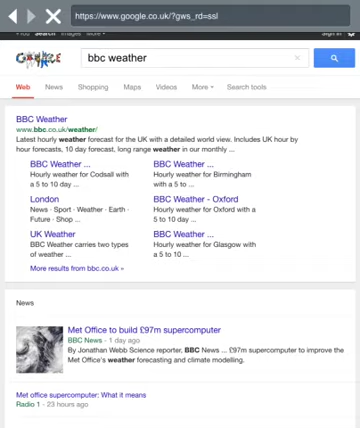 https://www.google.co.uk/?gws_rd=ssl
+You Search Images More Sign in
bbc weather
Web News Shopping Maps Videos More Search tools
BBC Weather
www.bbc.co.uk/weather/
Latest hourly weather forecast for the UK with a detailed world view. Includes UK hour by
hour forecasts, 10 day forecast, long range weather in our monthly ...
BBC Weather ...
Hourly weather for Codsall with
a 5 to 10 day ...
BBC Weather ...
Hourly weather for Birmingham
with a 5 to ...
London
News - Sport - Weather - Earth -
Future - Shop ...
BBC Weather - Oxford
Hourly weather for Oxford with a
5 to 10 day ...
UK Weather
BBC Weather carries two types
of weather ...
BBC Weather ...
Hourly weather for Glasgow with
a 5 to 10 ...
More results from bbc.co.uk »
News
Met Office to build £97m supercomputer
BBC News - 1 day ago
By Jonathan Webb Science reporter, BBC News ... £97m supercomputer to improve the
Met Office's weather forecasting and climate modelling.
Met office supercomputer: What it means
Radio 1 - 23 hours ago